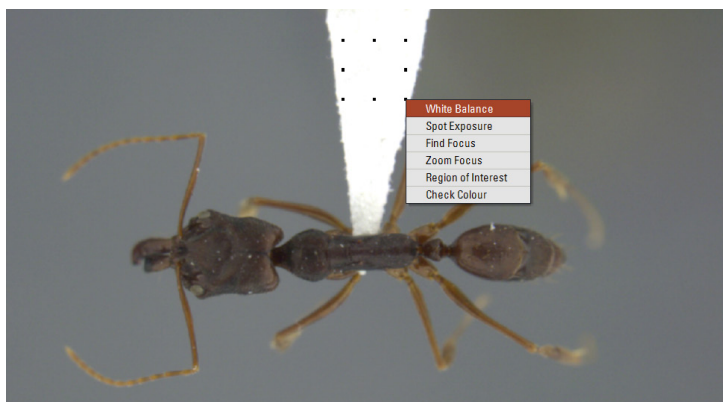 White Balance
Spot Exposure
Find Focus
Zoom Focus
Region of Interest
Check Colour